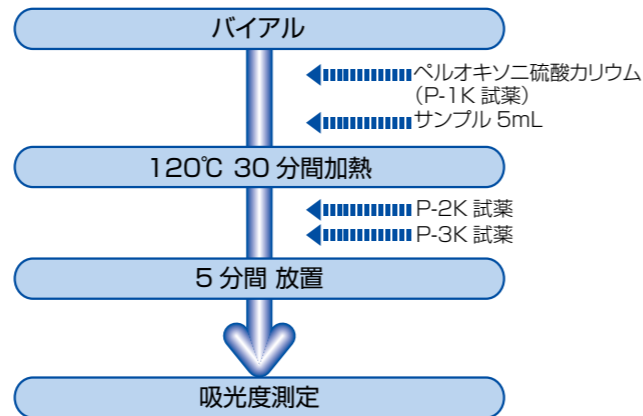 バイアル
ペルオキソニ硫酸カリウム
（P-1K 試薬）
サンプル 5mL
120℃ 30 分間加熱
P-2K 試薬
P-3K 試薬
5 分間 放置
吸光度測定